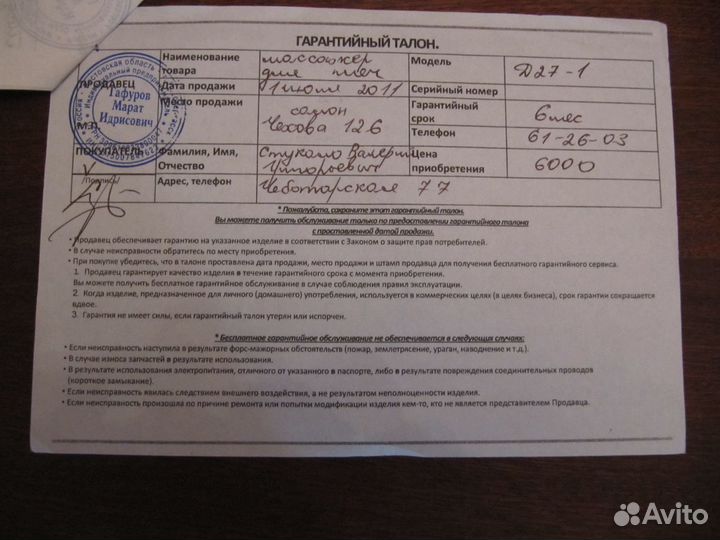 ГАРАНТИЙНЫЙ ТАЛОН.
ПРОДАВЕЦ
Наименование товара
массажер для плеч
Модель
D27-1
Дата продажи
1 июля 2011
Серийный номер
Место продажи
салон Чехова 126
Гарантийный срок
6 мес
М.П.
Телефон
61-26-03
ПОКУПАТЕЛЬ
Фамилия, Имя, Отчество
Валерий
Цена приобретения
6000
/Подпись/
Адрес, телефон
77
Гафуров
Марат
Идрисович
* Пожалуйста, сохраните этот гарантийный талон.
Вы можете получить обслуживание только по предоставлении гарантийного талона
с проставленной датой продажи.
• Продавец обеспечивает гарантию на указанное изделие в соответствии с Законом о защите прав потребителей.
• В случае неисправности обратитесь по месту приобретения.
• При покупке убедитесь, что в талоне проставлена дата продажи, место продажи и штамп продавца для получения бесплатного гарантийного сервиса.
1. Продавец гарантирует качество изделия в течение гарантийного срока с момента приобретения.
Вы можете получить бесплатное гарантийное обслуживание в случае соблюдения правил эксплуатации.
2. Когда изделие, предназначенное для личного (домашнего) употребления, используется в коммерческих целях (в целях бизнеса), срок гарантии сокращается
вдвое.
3. Гарантия не имеет силы, если гарантийный талон утерян или испорчен.
* Бесплатное гарантийное обслуживание не обеспечивается в следующих случаях:
• Если неисправность наступила в результате форс-мажорных обстоятельств (пожар, землетрясение, ураган, наводнение и т.д.).
• В случае износа запчастей в результате использования.
• В результате использования электропитания, отличного от указанного в паспорте, либо в результате повреждения соединительных проводов
(короткое замыкание).
• Если неисправность явилась следствием внешнего воздействия, а не результатом неполноценности изделия.
• Если неисправность произошла по причине ремонта или попытки модификации изделия кем-то, кто не является представителем Продавца.
Avito